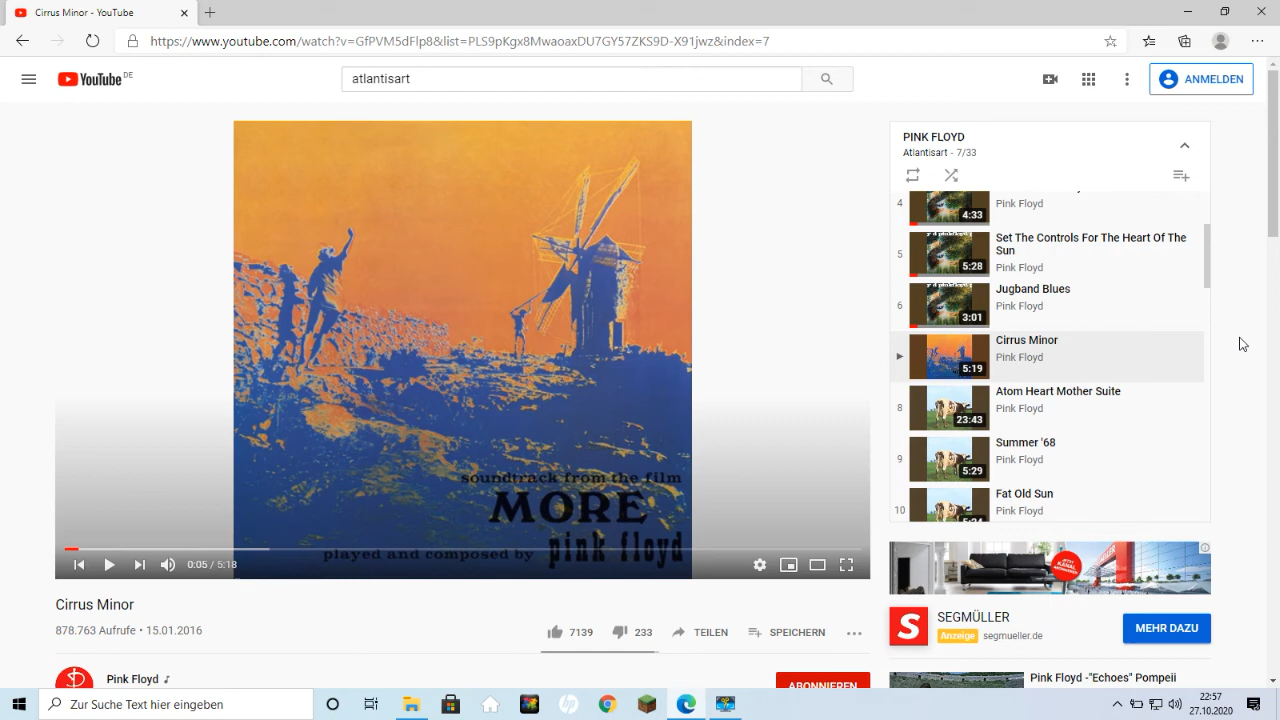 Cirrus Minor - YouTube
https://www.youtube.com/watch?v=GfPVM5dFlp8&list=PLS9pKgx8MwaoaxDU7GY57ZKS9D-X91jwz&index=7
YouTube DE
atlantisart
ANMELDEN
soundtrack from the film
MORE
played and composed by pink floyd
0:05 / 5:18
Cirrus Minor
878.763 Aufrufe • 15.01.2016
7139
233
TEILEN
SPEICHERN
Pink Floyd
ABONNIEREN
PINK FLOYD
Atlantisart - 7/33
4
4:33
Pink Floyd
5
5:28
Set The Controls For The Heart Of The
Sun
Pink Floyd
6
3:01
Jugband Blues
Pink Floyd
5:19
Cirrus Minor
Pink Floyd
8
23:43
Atom Heart Mother Suite
Pink Floyd
9
5:29
Summer '68
Pink Floyd
10
Fat Old Sun
Pink Floyd
S
SEGMÜLLER
Anzeige segmueller.de
MEHR DAZU
Pink Floyd -"Echoes" Pompeii
Zur Suche Text hier eingeben
22:57
27.10.2020